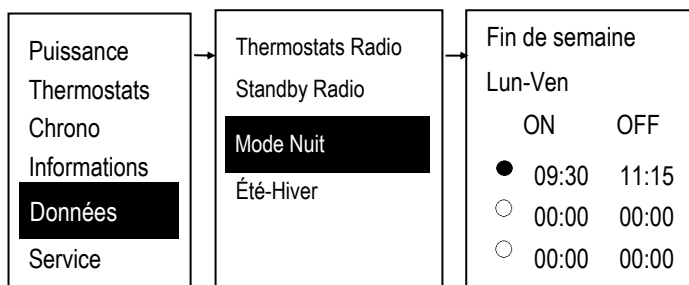 Puissance
Thermostats
Chrono
Informations
Données
Service
Thermostats Radio
Standby Radio
Mode Nuit
Été-Hiver
Fin de semaine
Lun-Ven
ON OFF
09:30 11:15
00:00 00:00
00:00 00:00